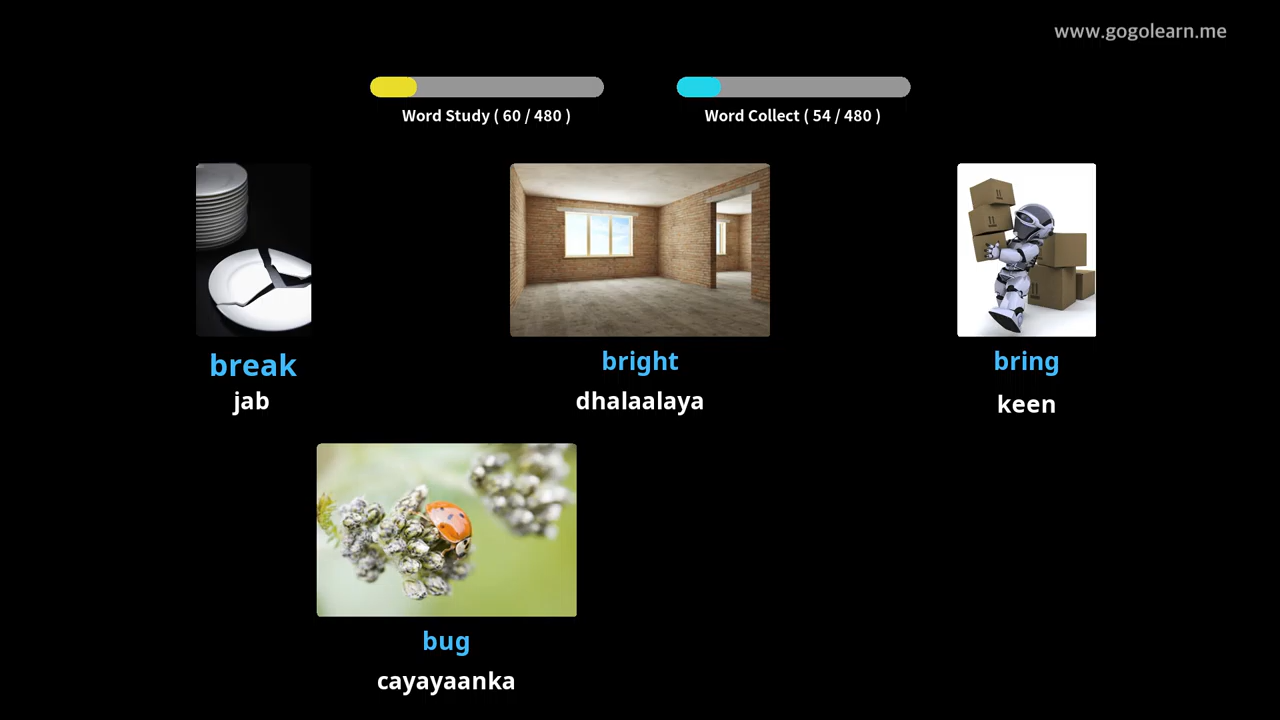 www.gogolearn.me
Word Study ( 60 / 480 )
Word Collect ( 54 / 480 )
break
jab
bright
dhalaalaya
bring
keen
bug
cayayaanka